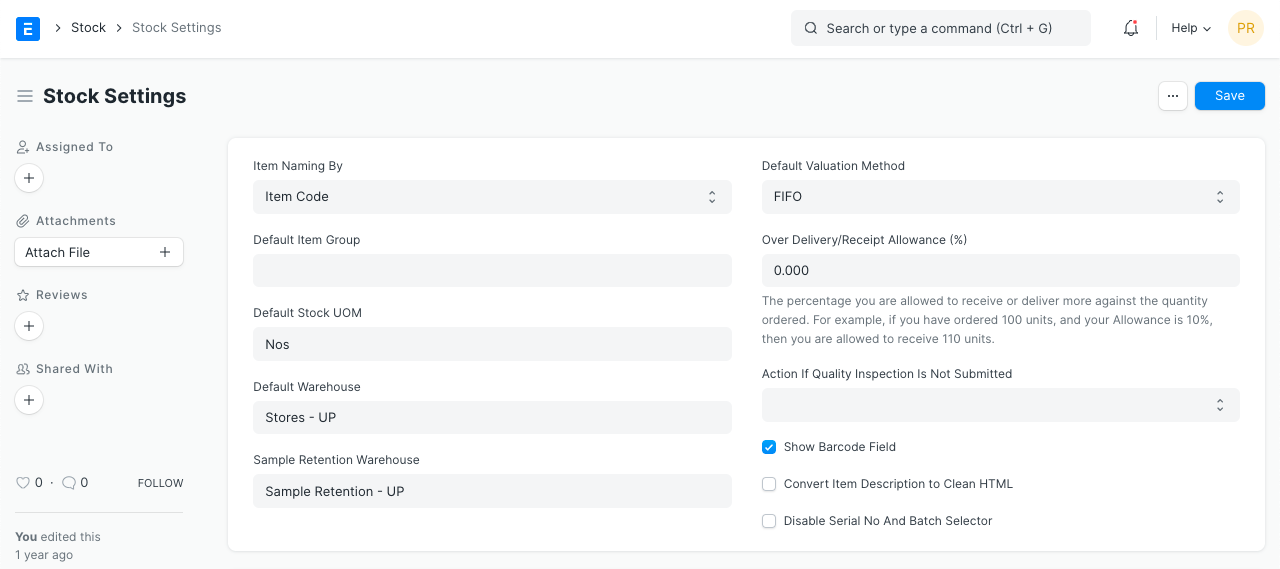 E
Stock
Stock Settings
Search or type a command (Ctrl + G)
Help
PR
Stock Settings
...
Save
Assigned To
Attachments
Attach File
Reviews
Shared With
0 · 0
FOLLOW
You edited this
1 year ago
Item Naming By
Item Code
Default Item Group
Default Stock UOM
Nos
Default Warehouse
Stores - UP
Sample Retention Warehouse
Sample Retention - UP
Default Valuation Method
FIFO
Over Delivery/Receipt Allowance (%)
0.000
The percentage you are allowed to receive or deliver more against the quantity
ordered. For example, if you have ordered 100 units, and your Allowance is 10%,
then you are allowed to receive 110 units.
Action If Quality Inspection Is Not Submitted
Show Barcode Field
Convert Item Description to Clean HTML
Disable Serial No And Batch Selector